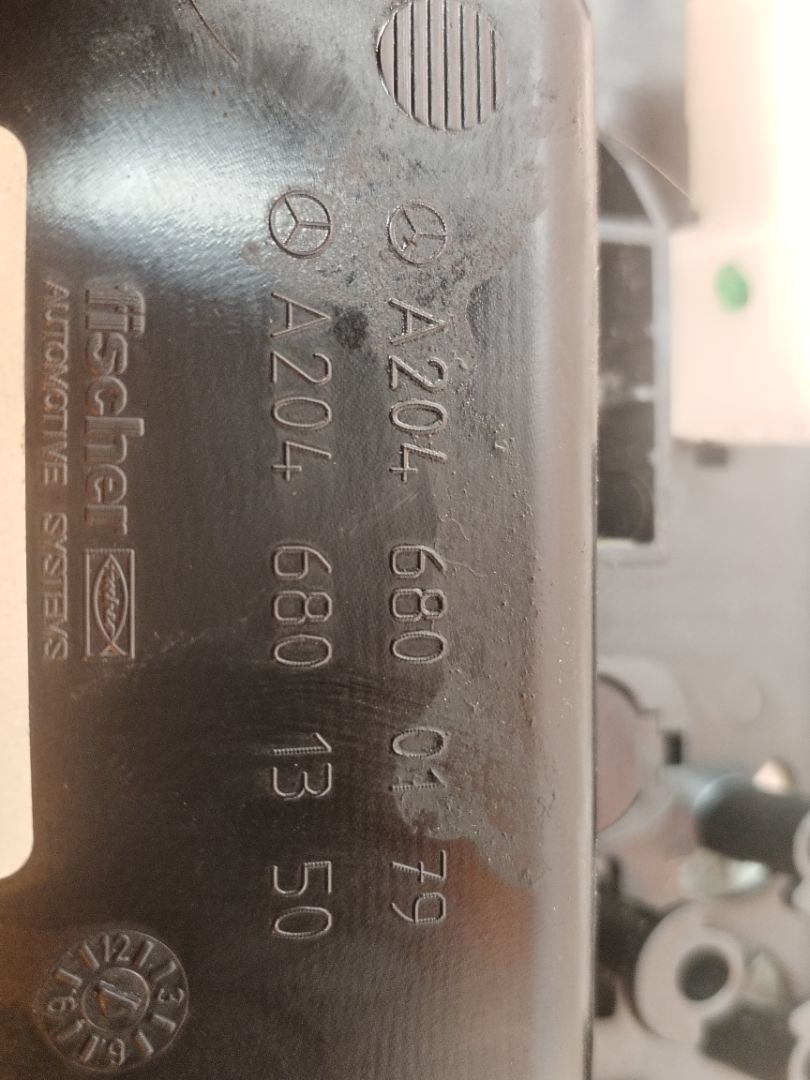 A204 680 01 79
A204 680 13 50
fischer
AUTOMOTIVE SYSTEMS